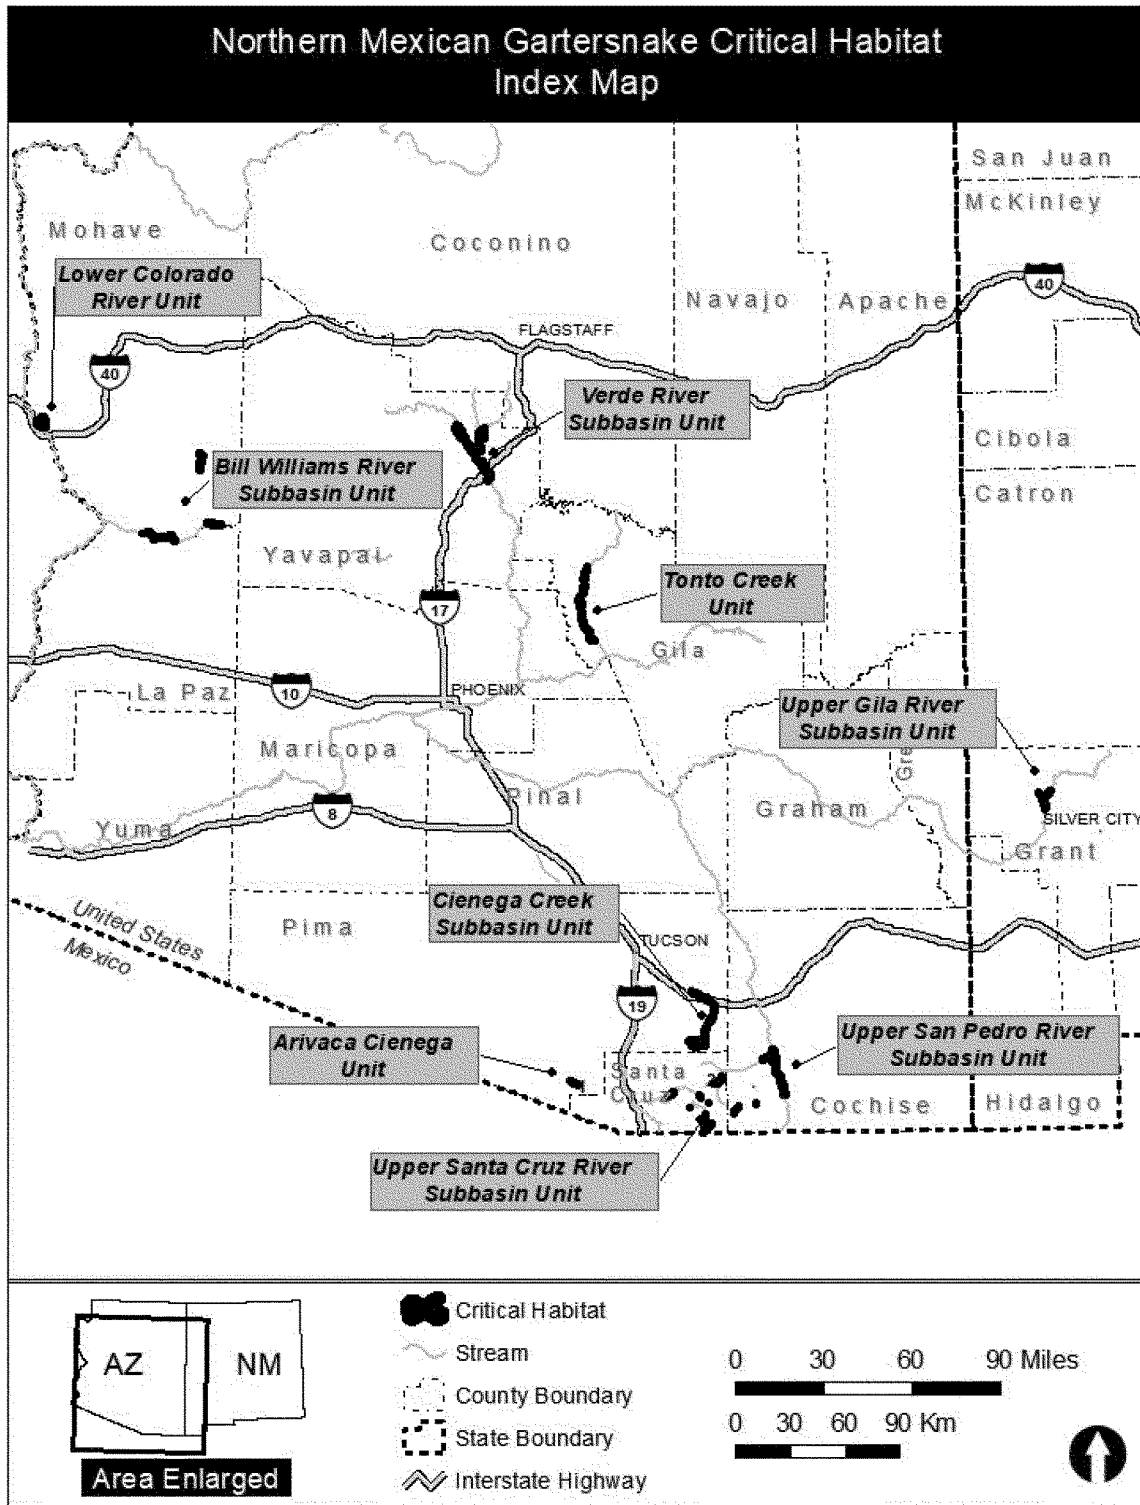 Northern Mexican Gartersnake Critical Habitat
Index Map
San Juan
McKinley
Mohave
Coconino
Lower Colorado
River Unit
40
Navajo
Apache
FLAGSTAFF
40
Verde River
Subbasin Unit
Cibola
Bill Williams River
Subbasin Unit
Catron
Yavapai
Tonto Creek
Unit
17
Gila
La Paz
10
PHOENIX
Upper Gila River
Subbasin Unit
Maricopa
Gre
Pinal
Graham
8
Yuma
SILVER CITY
Grant
Cienega Creek
Subbasin Unit
United States
Mexico
Pima
TUCSON
19
Arivaca Cienega
Unit
Upper San Pedro River
Subbasin Unit
Santa
Cruz
Cochise
Hidalgo
Upper Santa Cruz River
Subbasin Unit
AZ
NM
Area Enlarged
Critical Habitat
Stream
County Boundary
State Boundary
Interstate Highway
0 30 60 90 Miles
0 30 60 90 Km